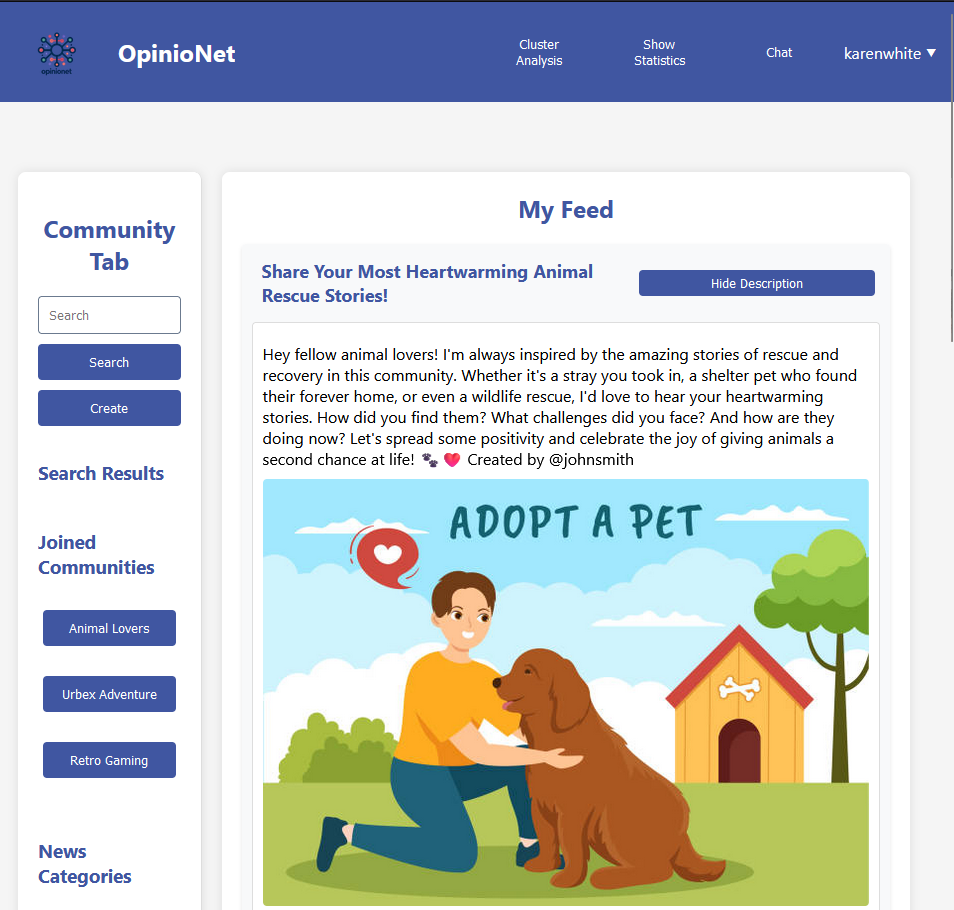 opinionet
OpinioNet
Cluster
Analysis
Show
Statistics
Chat
karenwhite ▼
Community
Tab
Search
Search
Create
Search Results
Joined
Communities
Animal Lovers
Urbex Adventure
Retro Gaming
News
Categories
My Feed
Share Your Most Heartwarming Animal
Rescue Stories!
Hide Description
Hey fellow animal lovers! I'm always inspired by the amazing stories of rescue and
recovery in this community. Whether it's a stray you took in, a shelter pet who found
their forever home, or even a wildlife rescue, I'd love to hear your heartwarming
stories. How did you find them? What challenges did you face? And how are they
doing now? Let's spread some positivity and celebrate the joy of giving animals a
second chance at life! 🐾 💖 Created by @johnsmith
ADOPT A PET